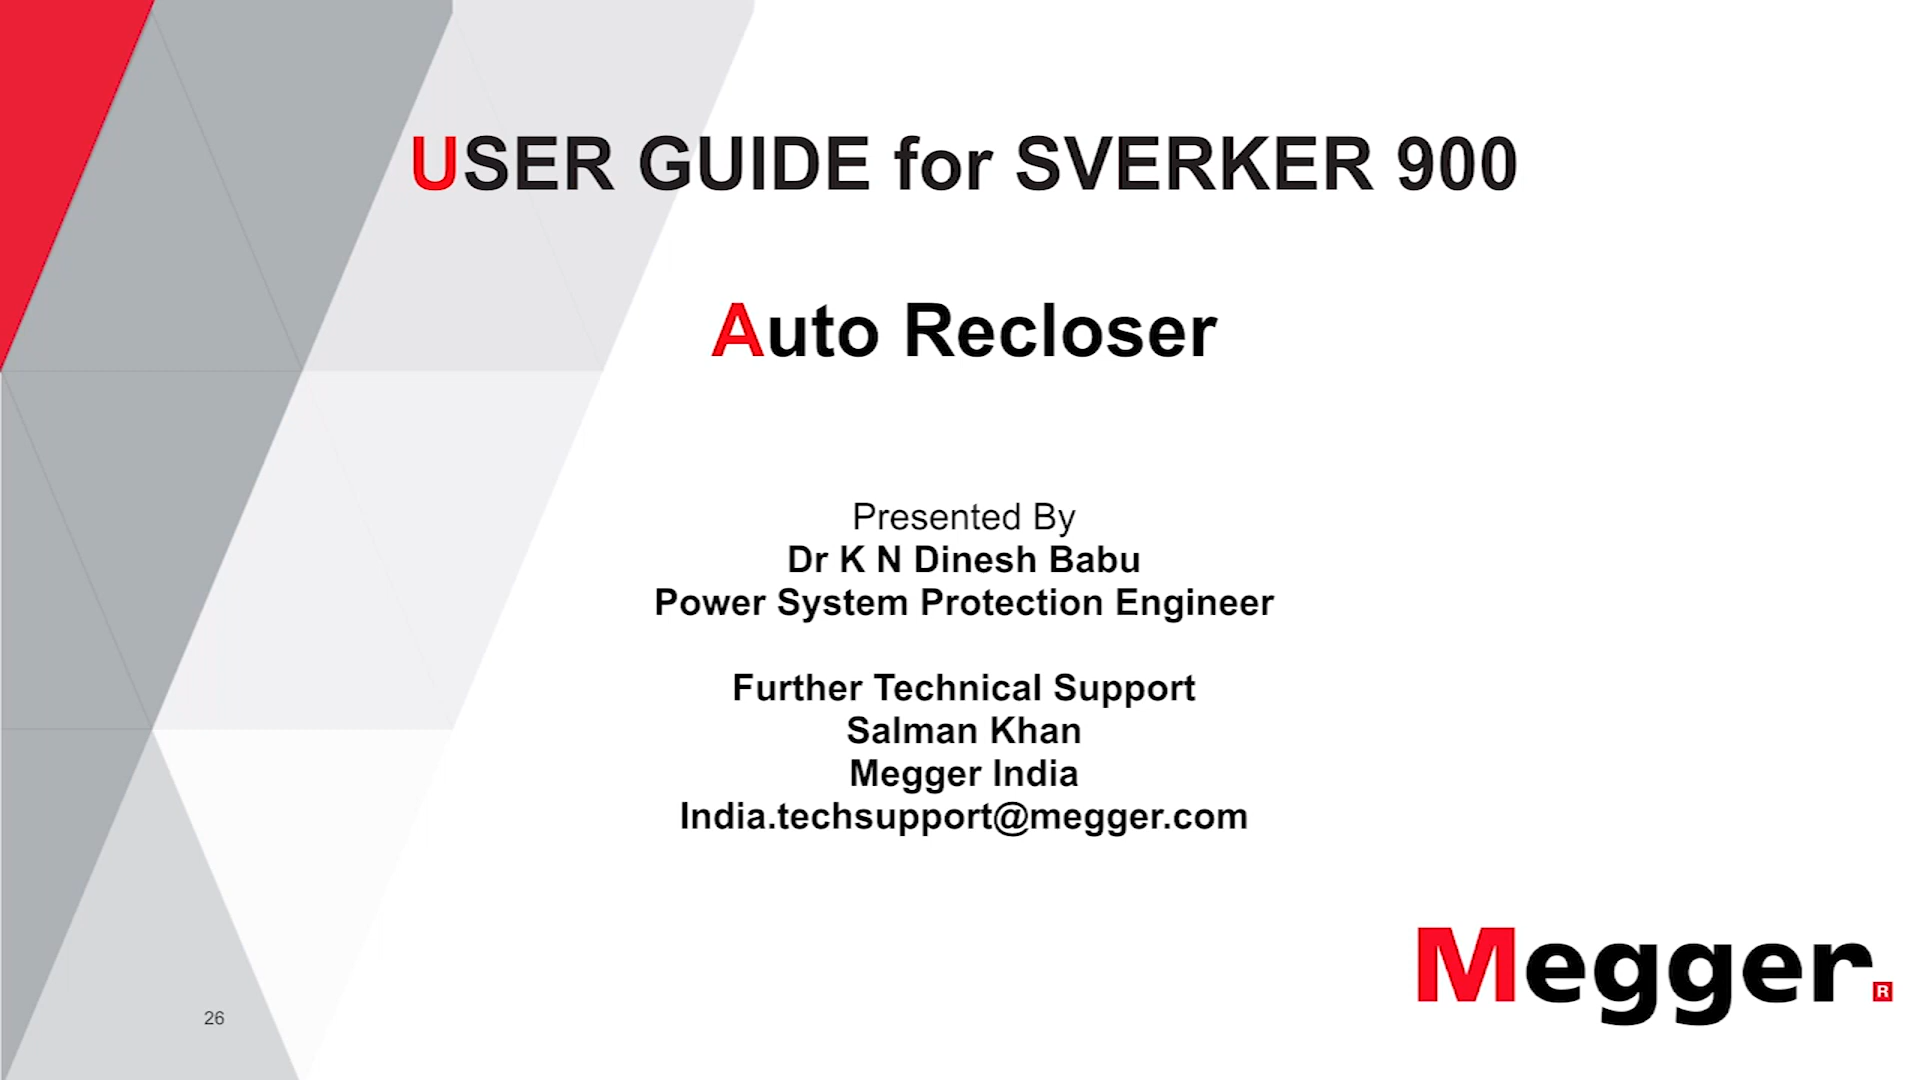 USER GUIDE for SVERKER 900
Auto Recloser
Presented By
Dr K N Dinesh Babu
Power System Protection Engineer
Further Technical Support
Salman Khan
Megger India
India.techsupport@megger.com
Megger®
26